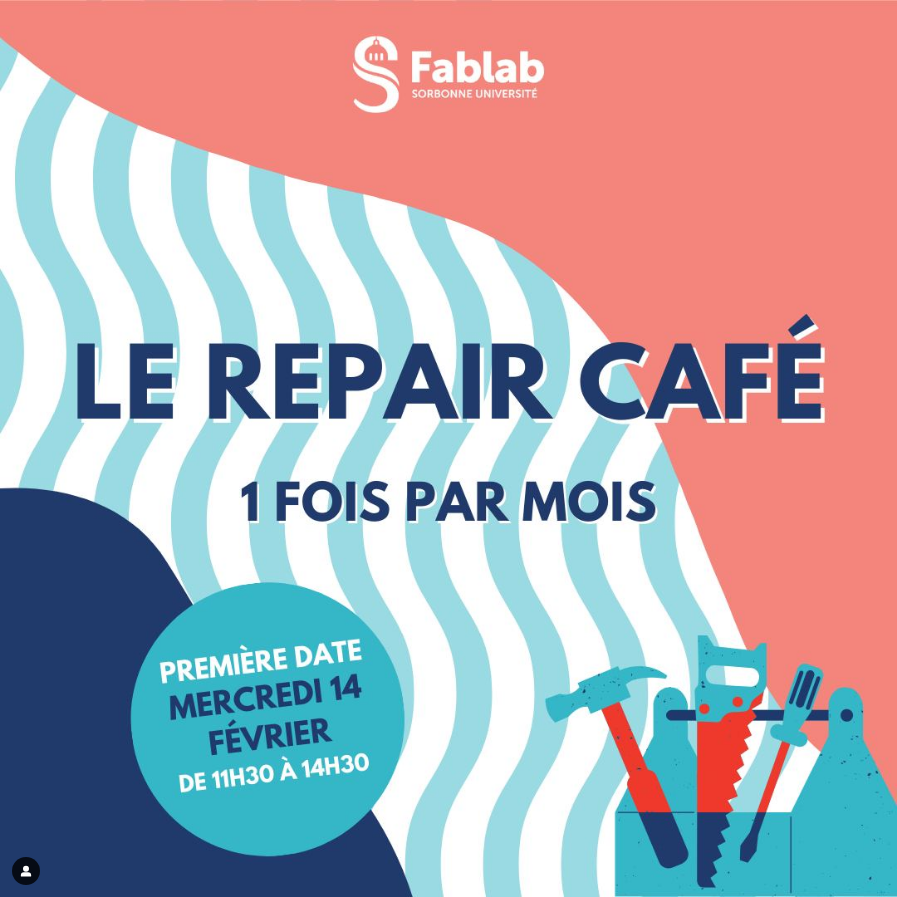 Fablab
SORBONNE UNIVERSITÉ
LE REPAIR CAFÉ
1 FOIS PAR MOIS
PREMIÈRE DATE
MERCREDI 14
FÉVRIER
DE 11H30 À 14H30